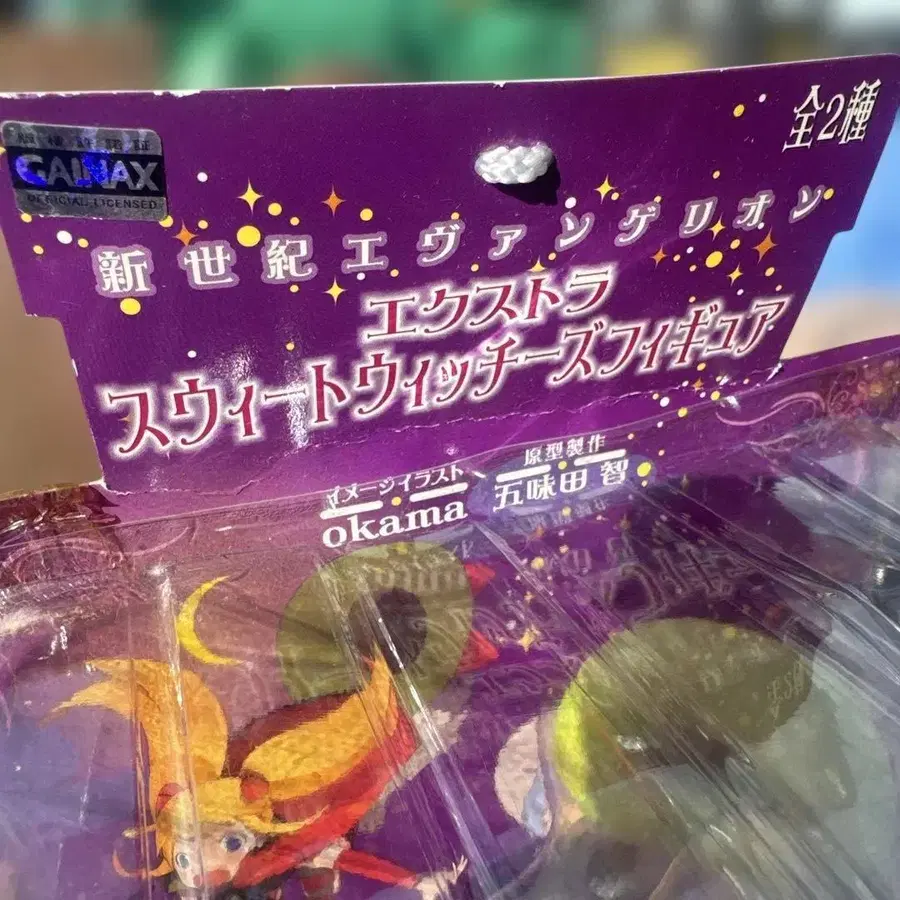 全2種
GAINAX
OFFICIAL LICENSED
新世紀エヴァンゲリオン
エクストラ
スウィートウィッチーズフィギュア
イメージイラスト
okama
原型製作
五味田 智